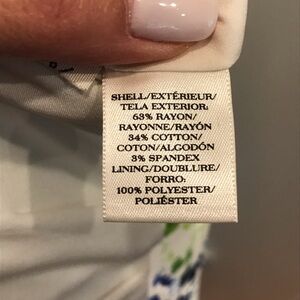 SHELL/EXTÉRIEUR/
TELA EXTERIOR:
63% RAYON/
RAYONNE/RAYÓN
34% COTTON/
COTON/ALGODÓN
3% SPANDEX
LINING/DOUBLURE/
FORRO:
100% POLYESTER/
POLIÉSTER